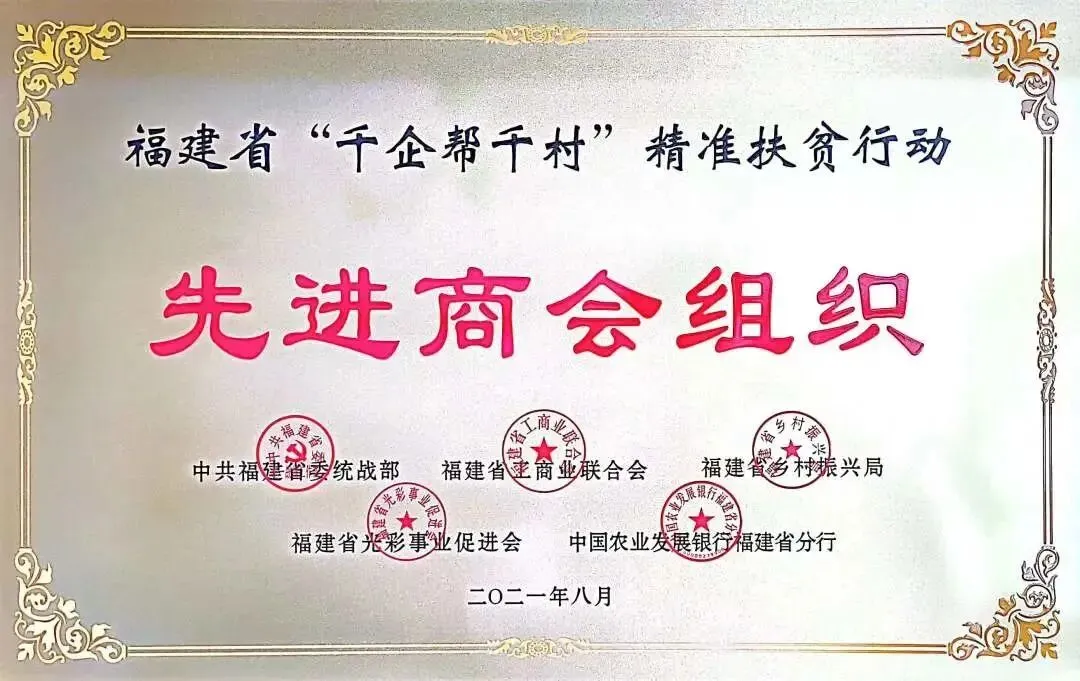 福建省“千企帮千村”精准扶贫行动
先进商会组织
中共福建省委统战部 福建省工商业联合会 福建省乡村振兴局
福建省光彩事业促进会 中国农业发展银行福建省分行
二〇二一年八月